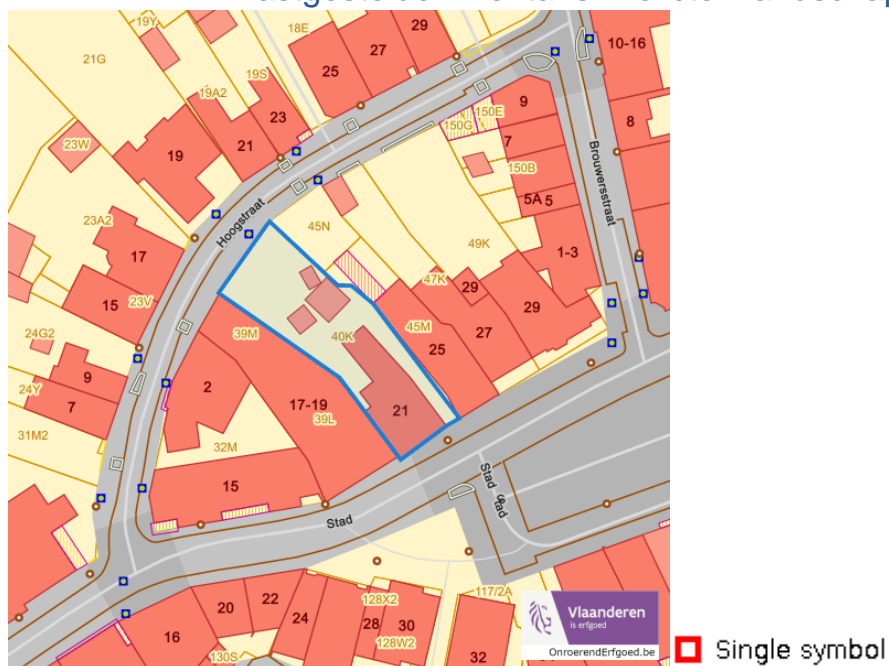 18E
29
27
25
10-16
19Y
21G
19S
19A2
23
21
150E
150G
9
8
7
23W
19
150B
Brouwersstraat
5A 5
Hoogstraat
45N
23A2
49K
17
1-3
47K
15
23V
29
29
24G2
39M
40K
45M
27
25
9
24Y
7
2
17-19
39L
21
31M2
32M
15
Stad
Stad
Stad
117/2A
20
22
128X2
24
28
30
16
130S
128W2
32
Vlaanderen
is erfgoed
OnroerendErfgoed.be
Single symbol